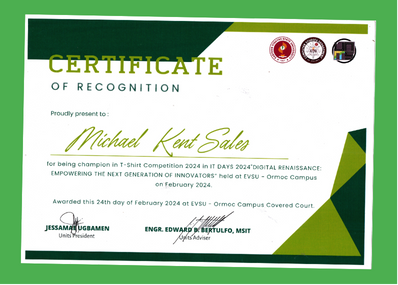 CERTIFICATE
OF RECOGNITION
Proudly present to :
Michael Kent Sales
for being champion in T-Shirt Competition 2024 in IT DAYS 2024"DIGITAL RENAISSANCE:
EMPOWERING THE NEXT GENERATION OF INNOVATORS" held at EVSU - Ormoc Campus
on February 2024.
Awarded this 24th day of February 2024 at EVSU - Ormoc Campus Covered Court.
UGBAMEN
Units President
ENGR. EDWARD B. BERTULFO, MSIT
Units Adviser